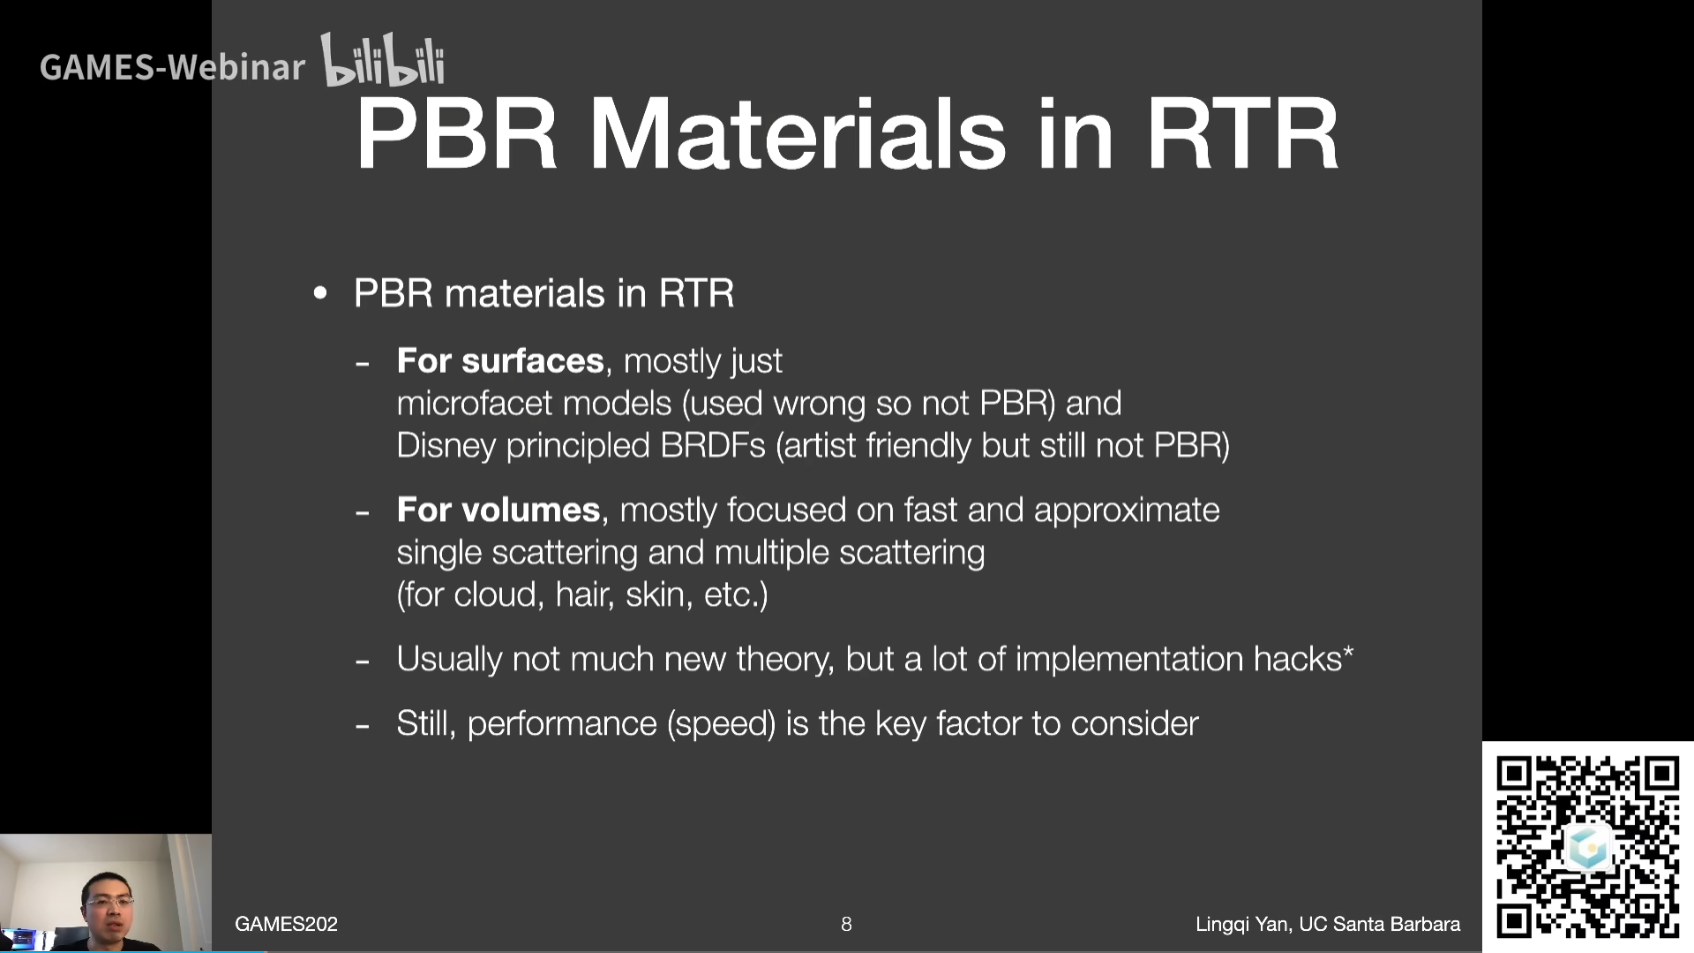 GAMES-Webinar bilibili
PBR Materials in RTR
• PBR materials in RTR
- For surfaces, mostly just
microfacet models (used wrong so not PBR) and
Disney principled BRDFs (artist friendly but still not PBR)
- For volumes, mostly focused on fast and approximate
single scattering and multiple scattering
(for cloud, hair, skin, etc.)
- Usually not much new theory, but a lot of implementation hacks*
- Still, performance (speed) is the key factor to consider
GAMES202
8
Lingqi Yan, UC Santa Barbara